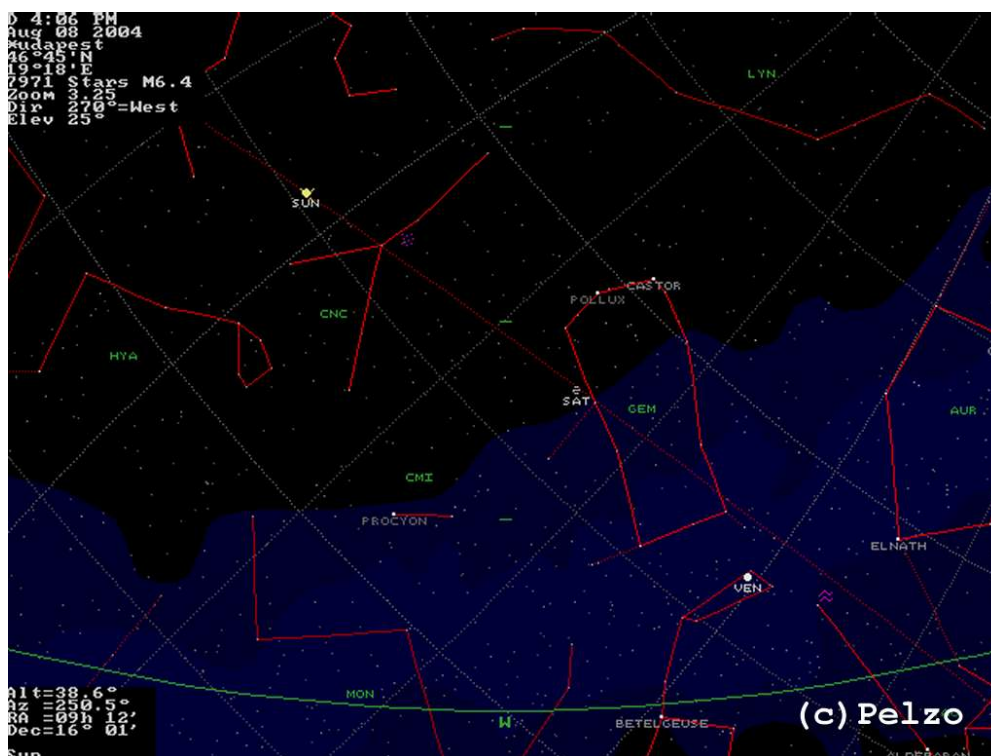 D 4:06 PM
Aug 08 2004
*udapest
46°45'N
19°18'E
7971 Stars M6.4
Zoom 3.25
Dir 270°=West
Elev 25°
LYN
SUN
CASTOR
POLLUX
CNC
HYA
SAT
GEM
AUR
CMI
PROCYON
ELNATH
VEN
MON
Alt=38.6°
Az =250.5°
RA =09h 12'
Dec=16° 01'
W
BETELGEUSE
(c)Pelzo
ALDEBARAN
Sun